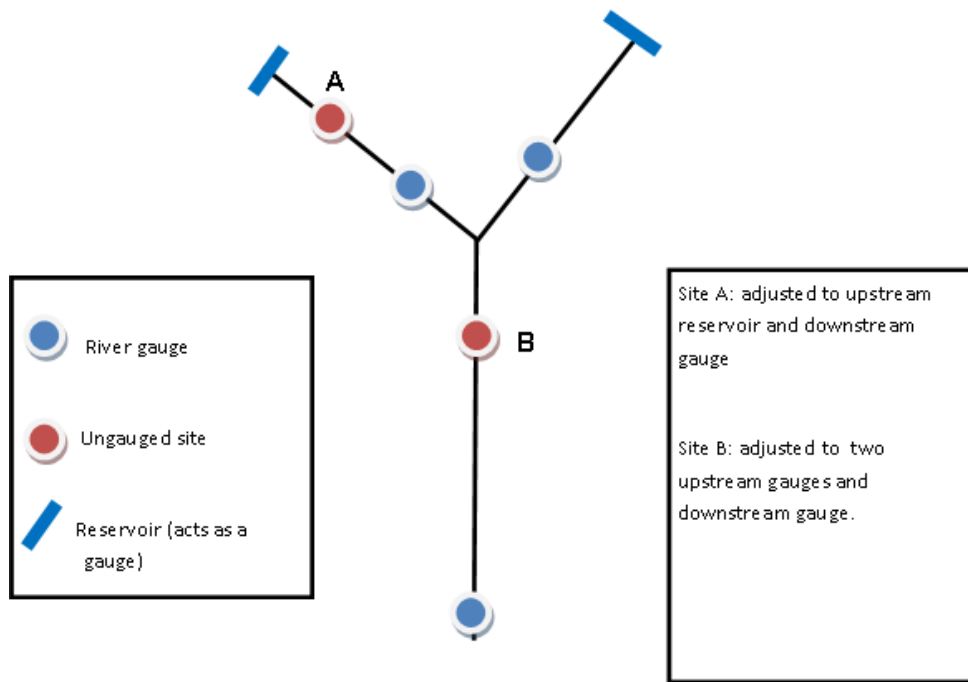 A
B
River gauge
Ungauged site
Reservoir (acts as a
gauge)
Site A: adjusted to upstream
reservoir and downstream
gauge
Site B: adjusted to two
upstream gauges and
downstream gauge.